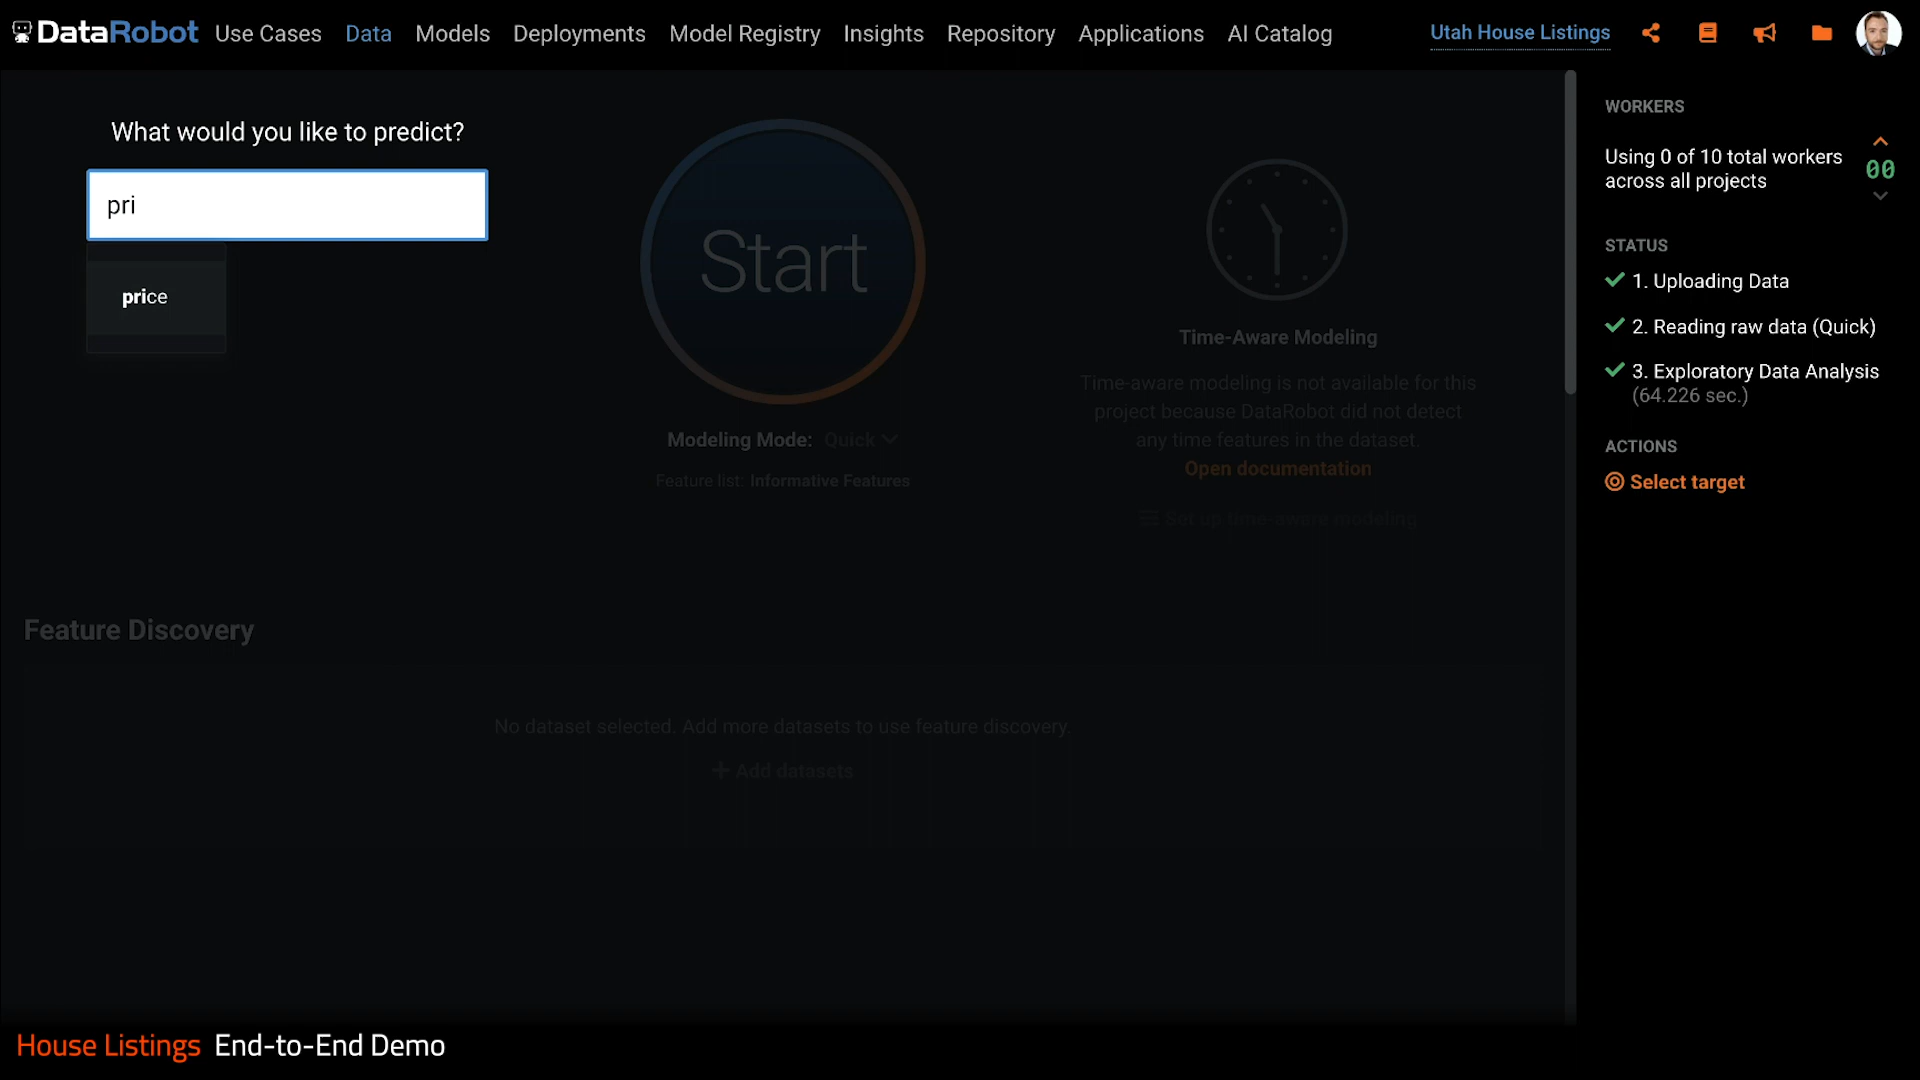 DataRobot Use Cases Data Models Deployments Model Registry Insights Repository Applications AI Catalog Utah House Listings
What would you like to predict?
pri
price
Start
Modeling Mode: Quick
Feature list: Informative Features
Time-Aware Modeling
Time-aware modeling is not available for this
project because DataRobot did not detect
any time features in the dataset.
Open documentation
Set up time-aware modeling
Feature Discovery
No dataset selected. Add more datasets to use feature discovery.
+ Add datasets
WORKERS
Using 0 of 10 total workers
across all projects
00
STATUS
1. Uploading Data
2. Reading raw data (Quick)
3. Exploratory Data Analysis
(64.226 sec.)
ACTIONS
Select target
House Listings End-to-End Demo